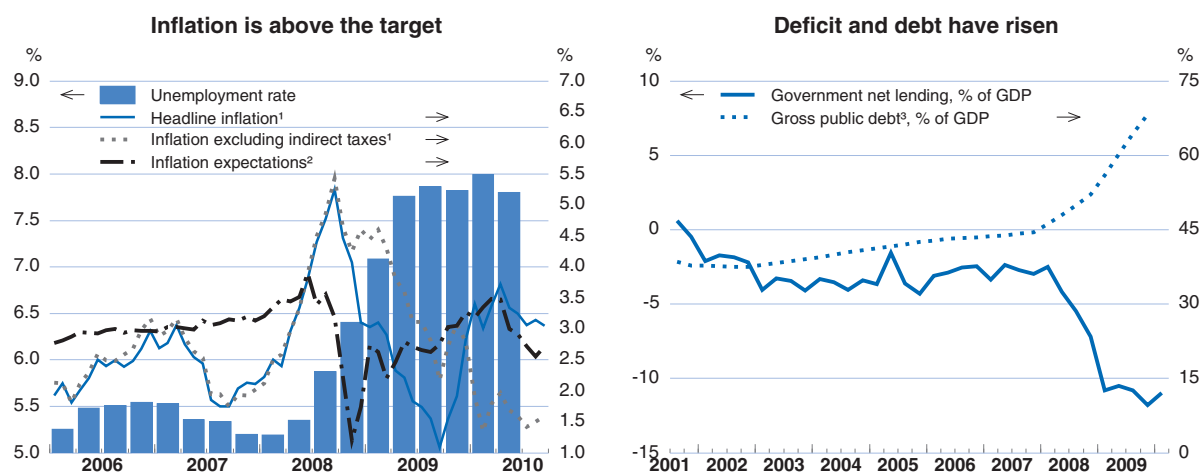 Inflation is above the target
% %
9.0 7.0
Unemployment rate
6.5
8.5 Headline inflation¹
6.0
Inflation excluding indirect taxes¹
Inflation expectations²
8.0 5.5
5.0
7.5
4.5
7.0 4.0
3.5
6.5
3.0
6.0 2.5
2.0
5.5
1.5
5.0 1.0
2006 2007 2008 2009 2010
Deficit and debt have risen
% %
10 75
Government net lending, % of GDP
Gross public debt³, % of GDP
5 60
0 45
-5 30
-10 15
-15 0
2001 2002 2003 2004 2005 2006 2007 2008 2009